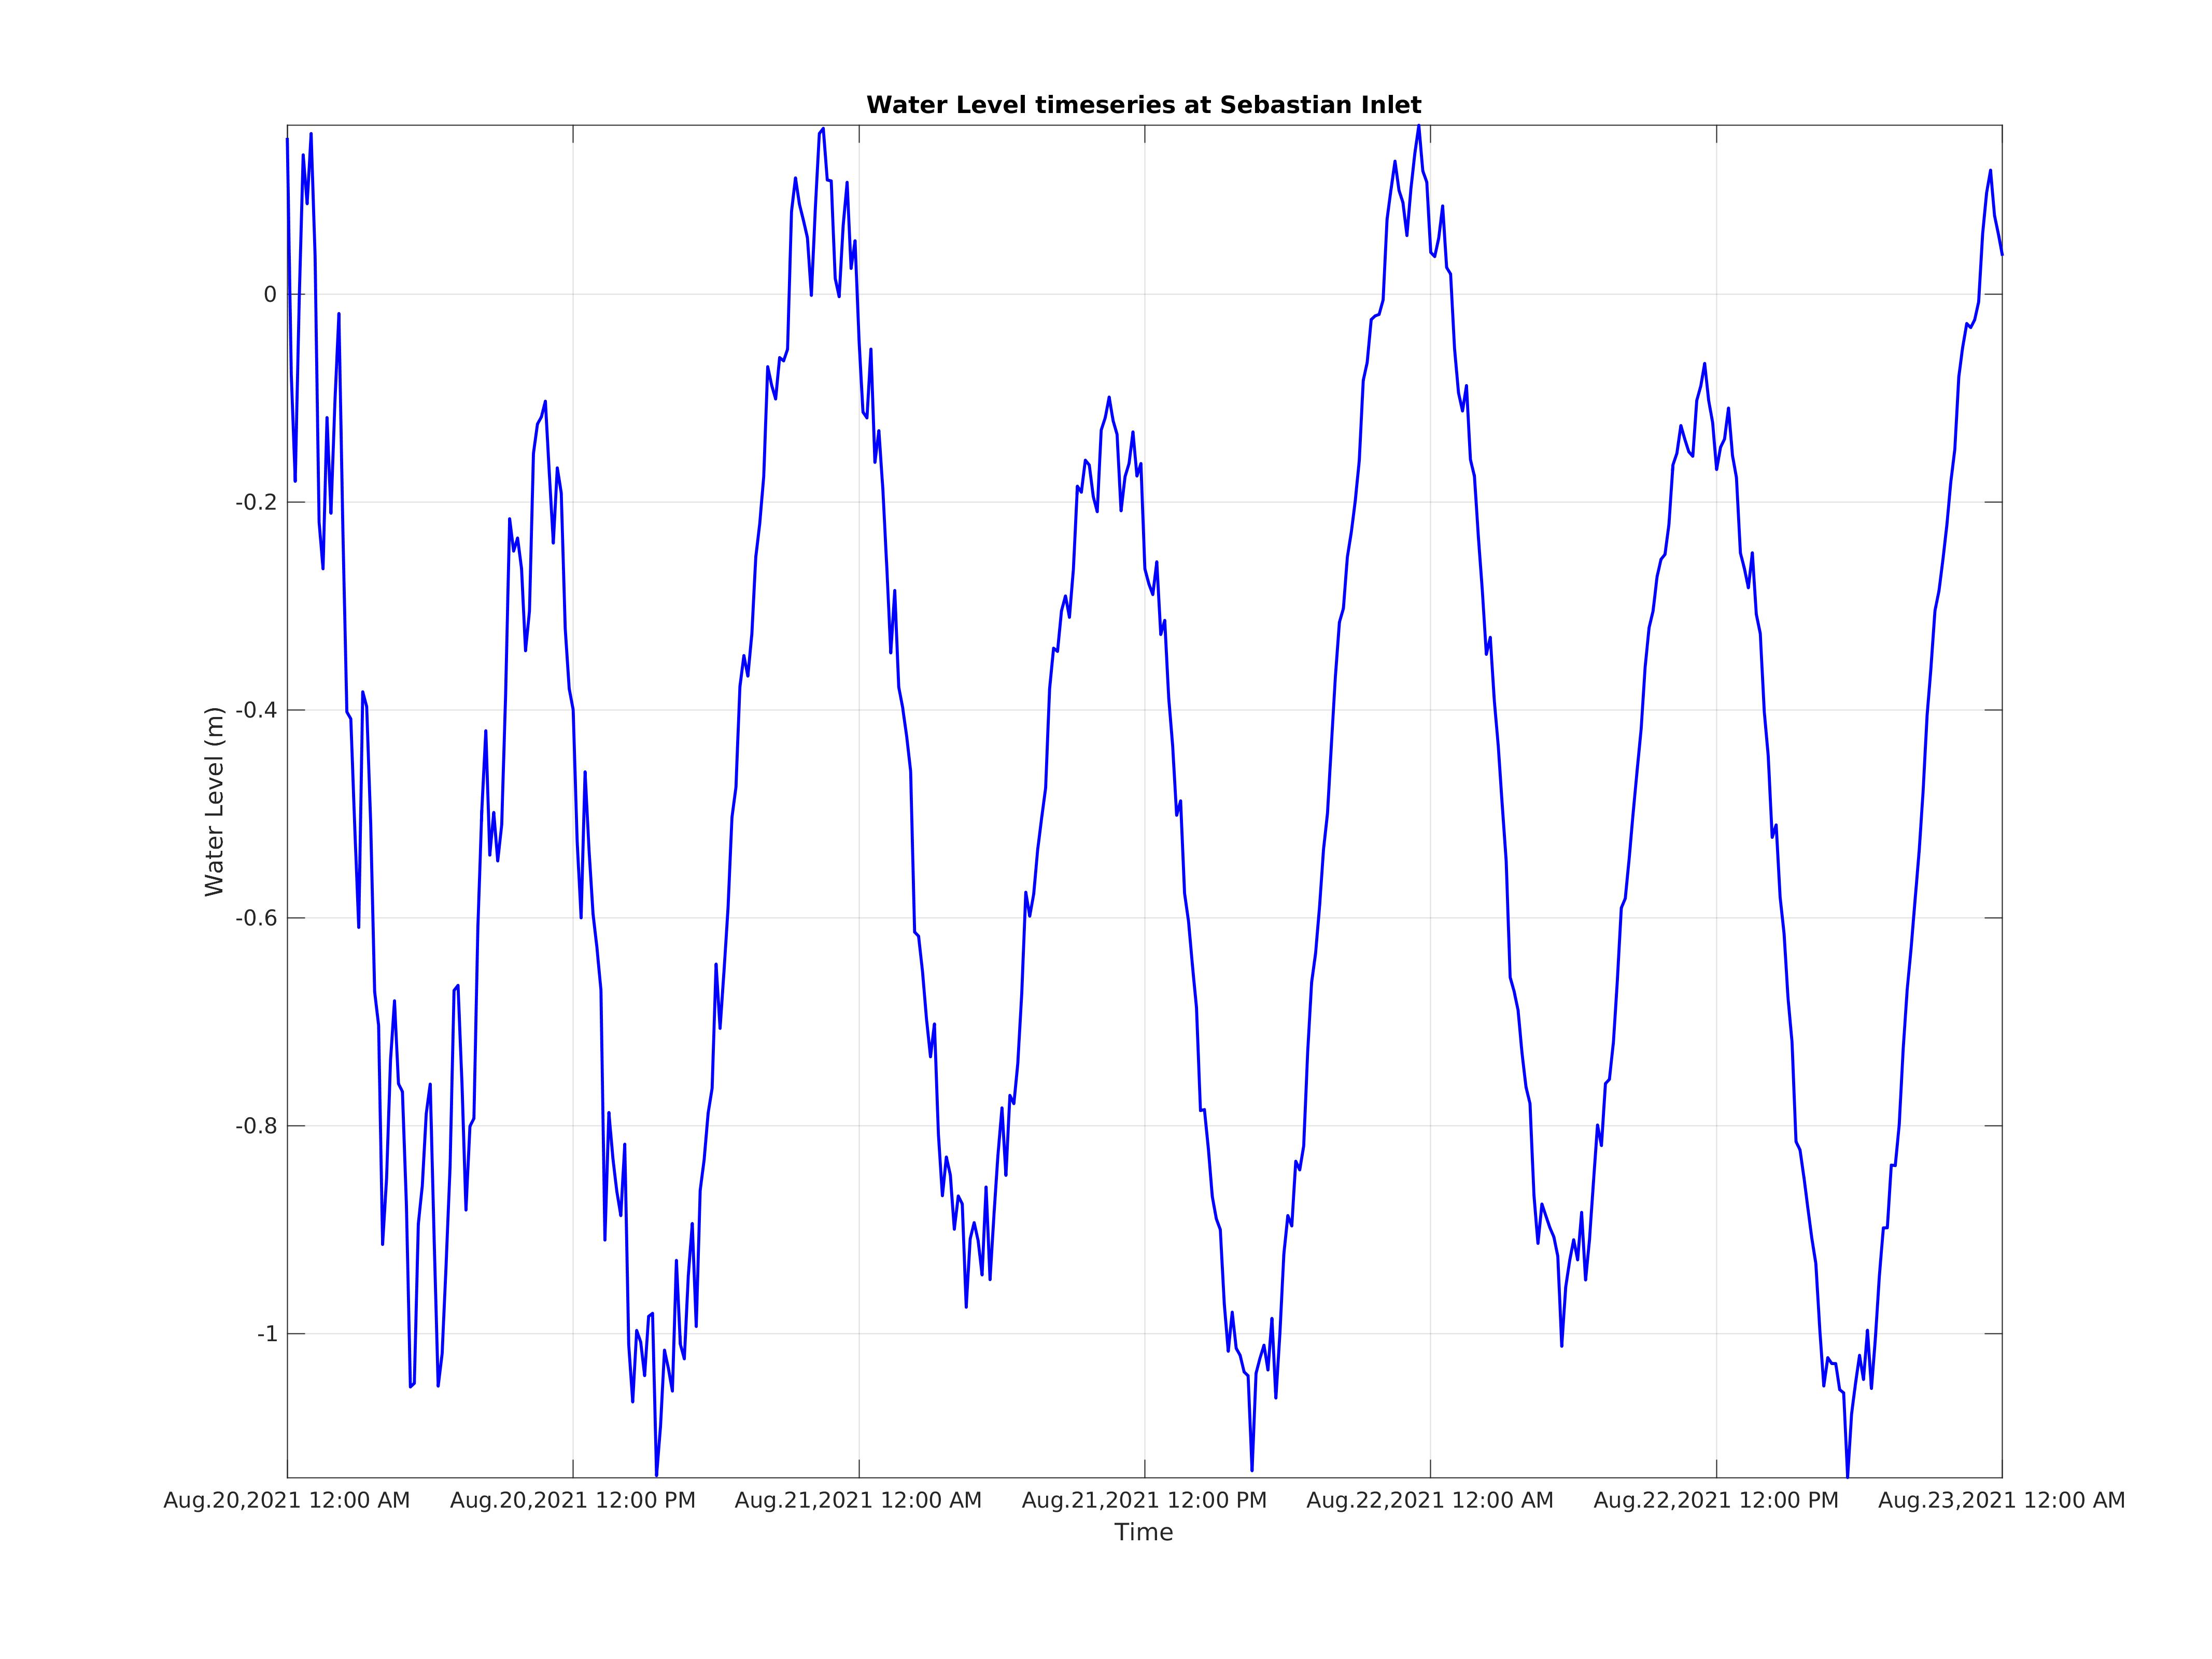 Water Level timeseries at Sebastian Inlet
0
-0.2
-0.4
-0.6
-0.8
-1
Water Level (m)
Aug.20,2021 12:00 AM Aug.20,2021 12:00 PM Aug.21,2021 12:00 AM Aug.21,2021 12:00 PM Aug.22,2021 12:00 AM Aug.22,2021 12:00 PM Aug.23,2021 12:00 AM
Time